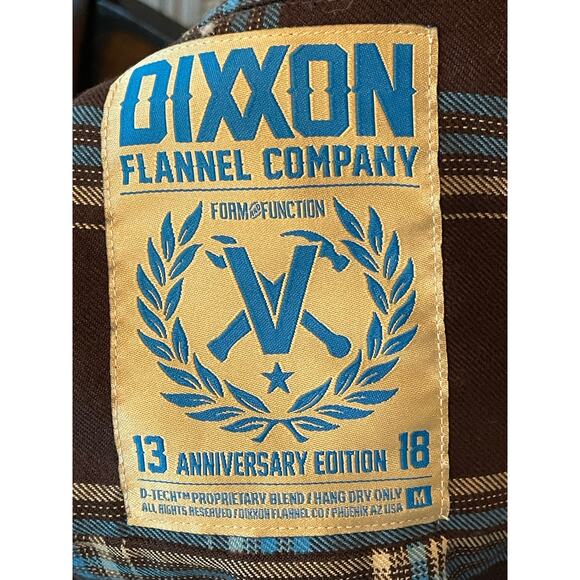 DIXXON
FLANNEL COMPANY
FORM AND FUNCTION
V
13 ANNIVERSARY EDITION 18
D-TECH™ PROPRIETARY BLEND / HANG DRY ONLY
ALL RIGHTS RESERVED / DIXXON FLANNEL CO / PHOENIX AZ USA
M